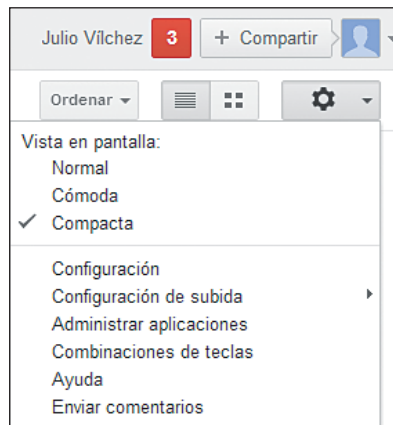 Julio Vílchez 3 + Compartir
Ordenar
Vista en pantalla:
Normal
Cómoda
✓ Compacta
Configuración
Configuración de subida
Administrar aplicaciones
Combinaciones de teclas
Ayuda
Enviar comentarios